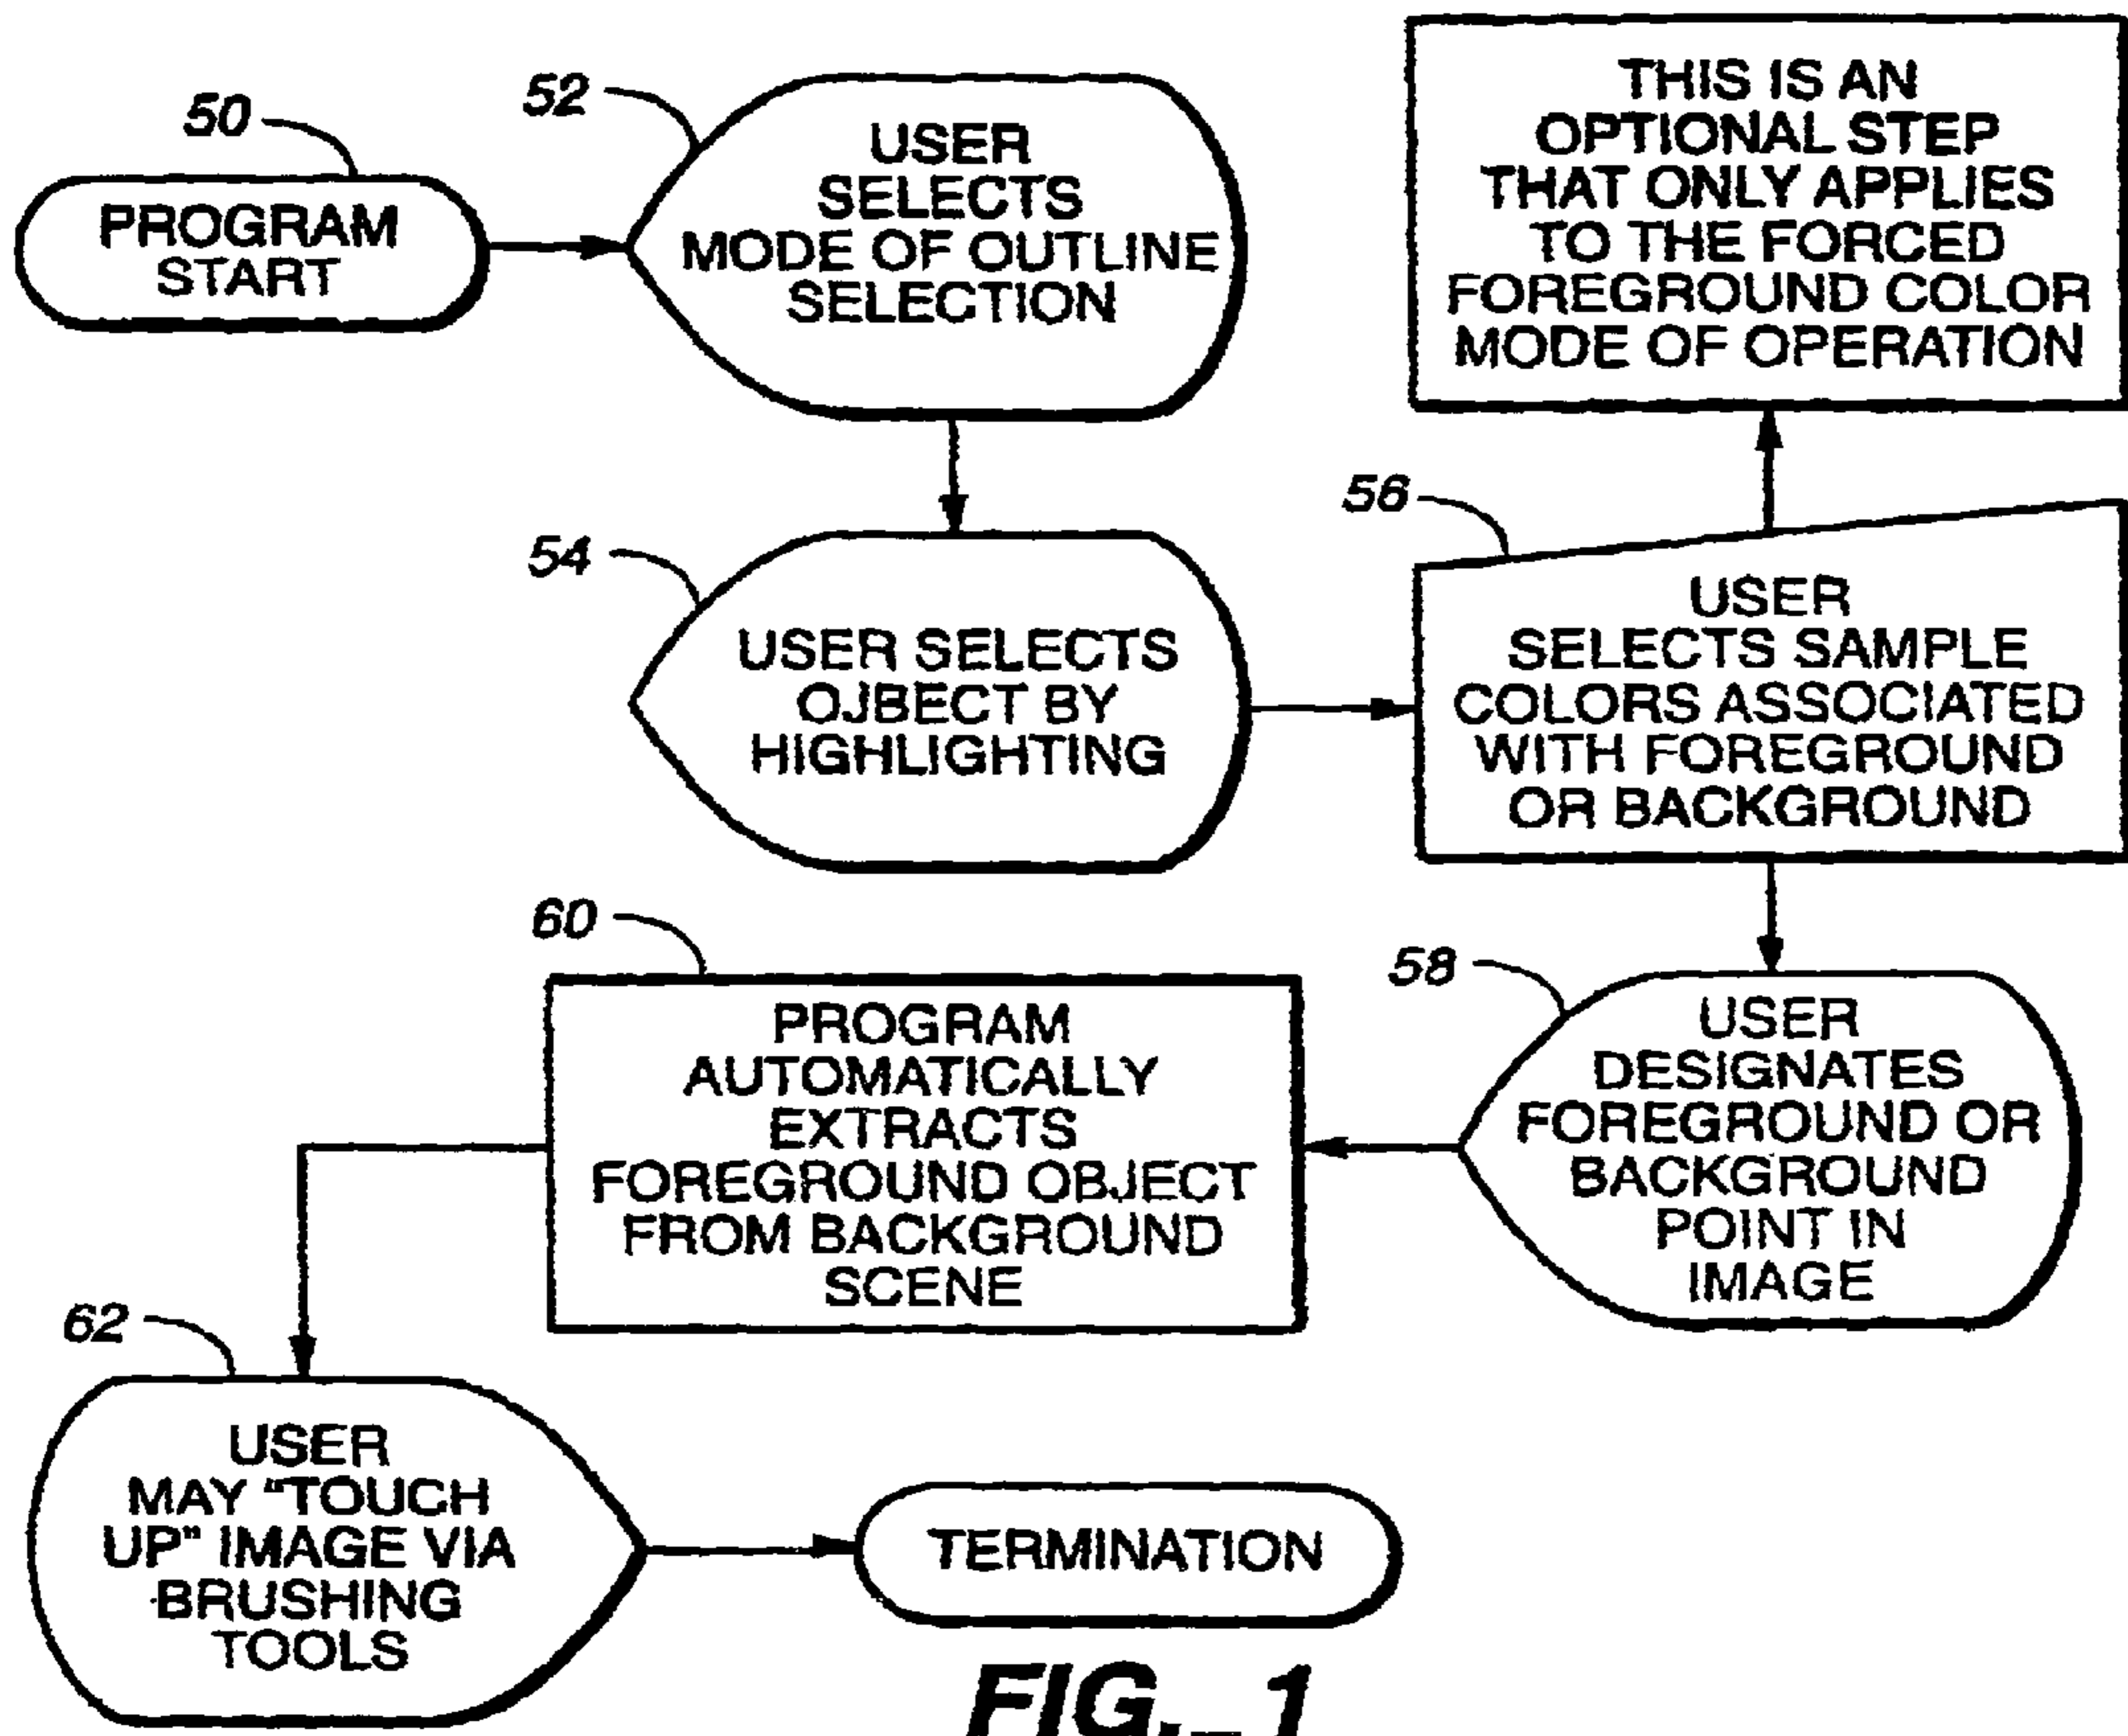 50
PROGRAM
START
52
USER
SELECTS
MODE OF OUTLINE
SELECTION
THIS IS AN
OPTIONAL STEP
THAT ONLY APPLIES
TO THE FORCED
FOREGROUND COLOR
MODE OF OPERATION
54
USER SELECTS
OJBECT BY
HIGHLIGHTING
56
USER
SELECTS SAMPLE
COLORS ASSOCIATED
WITH FOREGROUND
OR BACKGROUND
58
USER
DESIGNATES
FOREGROUND OR
BACKGROUND
POINT IN
IMAGE
60
PROGRAM
AUTOMATICALLY
EXTRACTS
FOREGROUND OBJECT
FROM BACKGROUND
SCENE
62
USER
MAY "TOUCH
UP" IMAGE VIA
BRUSHING
TOOLS
TERMINATION
FIG._1